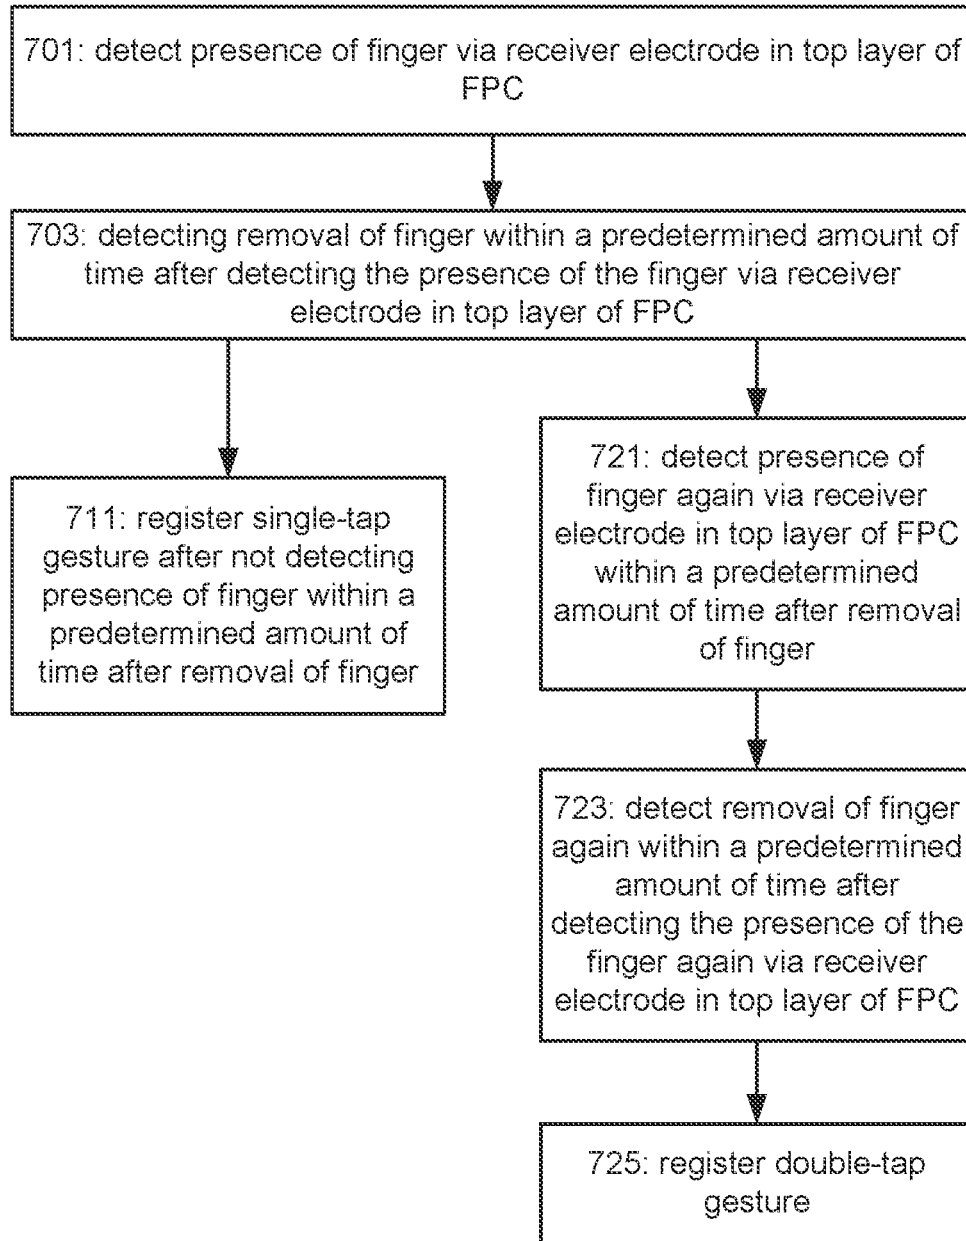 701: detect presence of finger via receiver electrode in top layer of
FPC
703: detecting removal of finger within a predetermined amount of
time after detecting the presence of the finger via receiver
electrode in top layer of FPC
711: register single-tap
gesture after not detecting
presence of finger within a
predetermined amount of
time after removal of finger
721: detect presence of
finger again via receiver
electrode in top layer of FPC
within a predetermined
amount of time after removal
of finger
723: detect removal of finger
again within a predetermined
amount of time after
detecting the presence of the
finger again via receiver
electrode in top layer of FPC
725: register double-tap
gesture